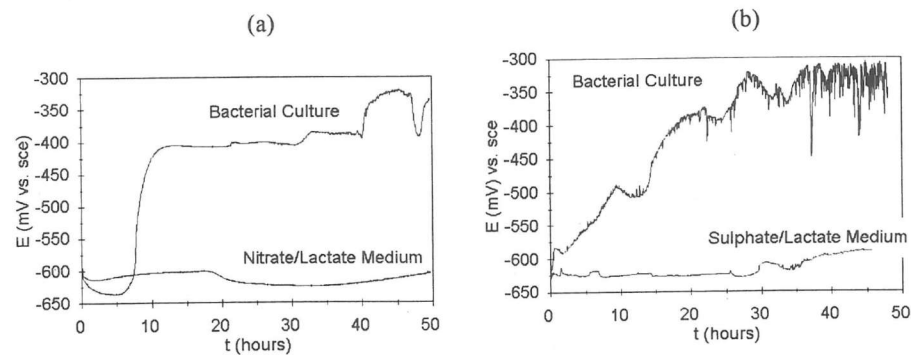 (a)
-300
-350
-400
-450
-500
-550
-600
-650
E (mV vs. sce)
Bacterial Culture
Nitrate/Lactate Medium
0 10 20 30 40 50
t (hours)
(b)
-300
-350
-400
-450
-500
-550
-600
-650
E (mV) vs. sce)
Bacterial Culture
Sulphate/Lactate Medium
0 10 20 30 40 50
t (hours)